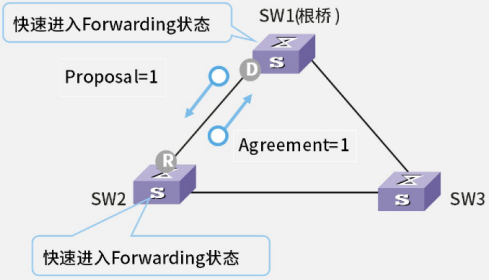 快速进入Forwarding状态
SW1(根桥)
Proposal=1
D
S
Agreement=1
R
S
SW2
S
SW3
快速进入Forwarding状态